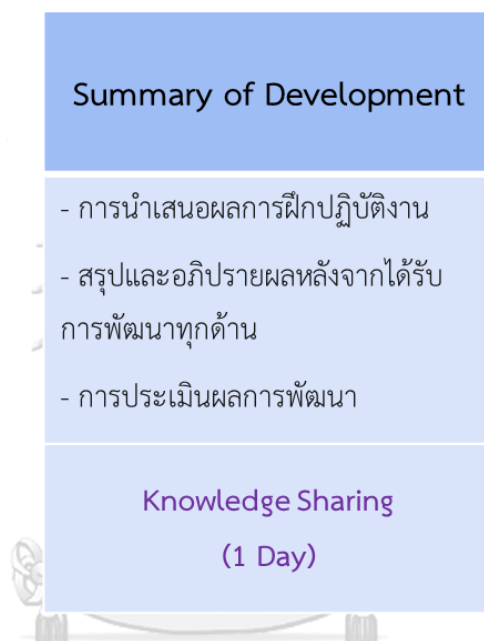 Summary of Development
- การนำเสนอผลการฝึกปฏิบัติงาน
- สรุปและอภิปรายผลหลังจากได้รับ
การพัฒนาทุกด้าน
- การประเมินผลการพัฒนา
Knowledge Sharing
(1 Day)